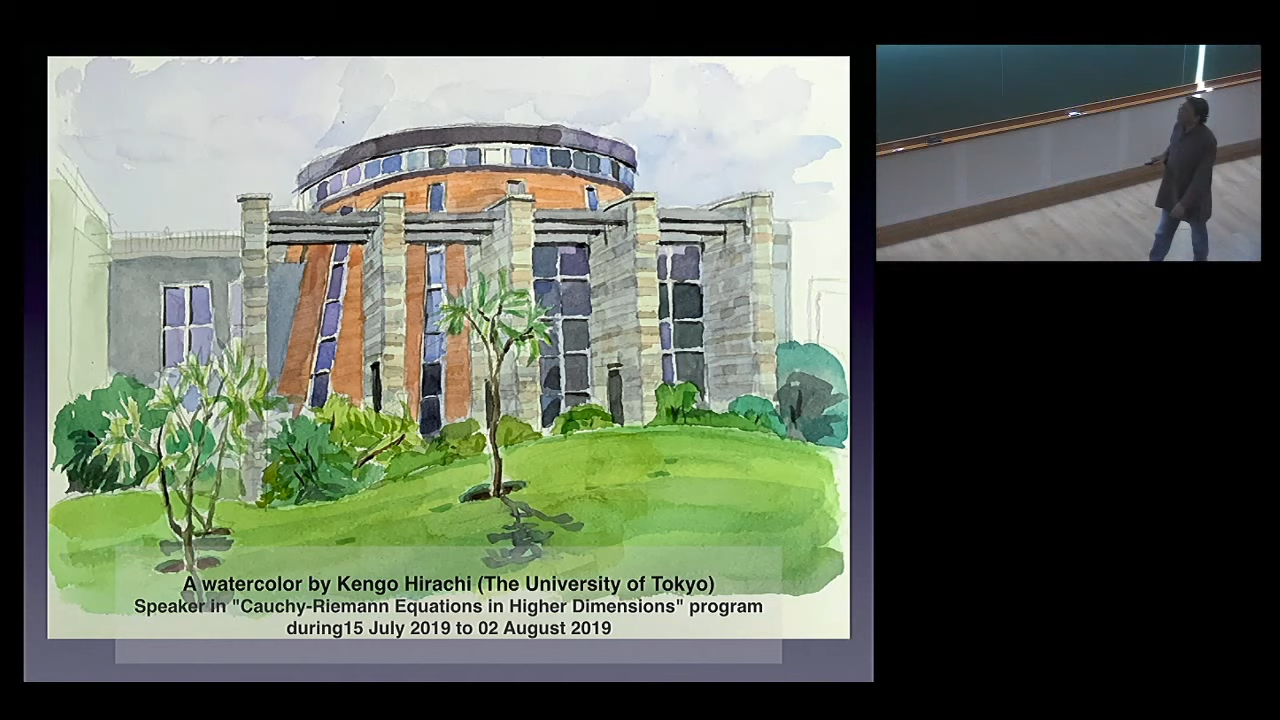 A watercolor by Kengo Hirachi (The University of Tokyo)
Speaker in "Cauchy-Riemann Equations in Higher Dimensions" program
during15 July 2019 to 02 August 2019